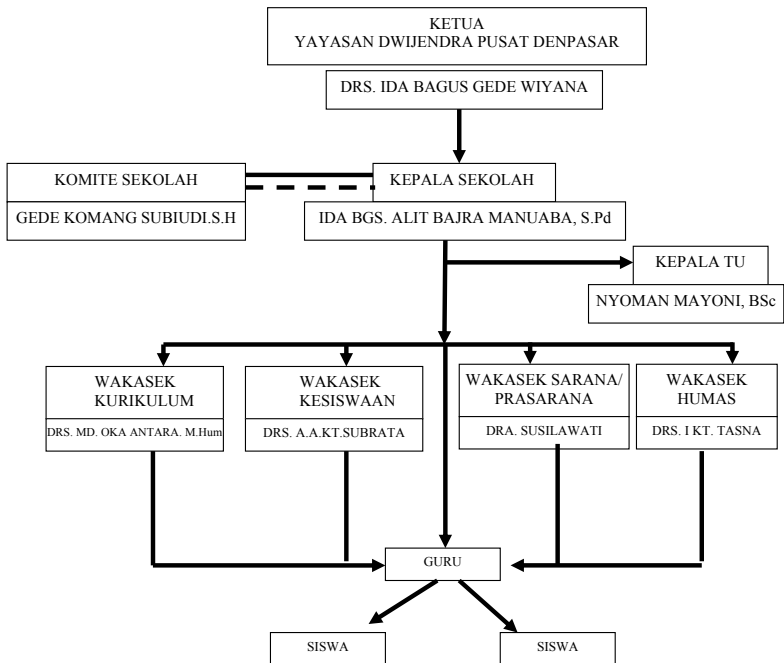 KETUA
YAYASAN DWIJENDRA PUSAT DENPASAR
DRS. IDA BAGUS GEDE WIYANA
KOMITE SEKOLAH
GEDE KOMANG SUBIUDI.S.H
KEPALA SEKOLAH
IDA BGS. ALIT BAJRA MANUABA, S.Pd
KEPALA TU
NYOMAN MAYONI, BSc
WAKASEK
KURIKULUM
DRS. MD. OKA ANTARA. M.Hum
WAKASEK
KESISWAAN
DRS. A.A.KT.SUBRATA
WAKASEK SARANA/
PRASARANA
DRA. SUSILAWATI
WAKASEK
HUMAS
DRS. I KT. TASNA
GURU
SISWA
SISWA